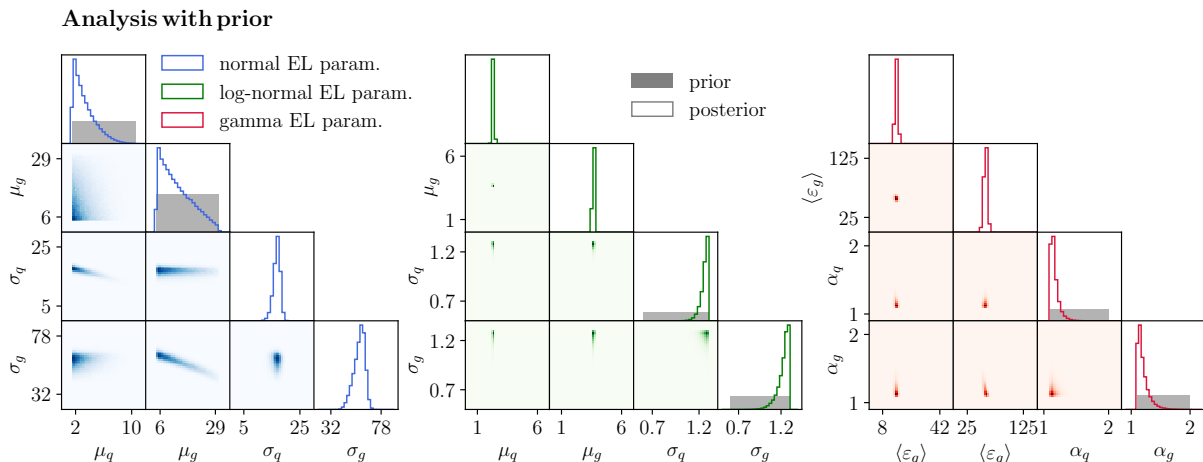 Analysis with prior
normal EL param.
log-normal EL param.
gamma EL param.
prior
posterior
μ_g
29
6
σ_q
25
5
σ_g
78
32
2 10
μ_q
6 29
μ_g
5 25
σ_q
32 78
σ_g
μ_g
6
1
σ_q
1.2
0.7
σ_g
1.2
0.7
1 6
μ_q
1 6
μ_g
0.7 1.2
σ_q
0.7 1.2
σ_g
⟨ε_g⟩
125
25
α_q
2
1
α_g
2
1
8 42
⟨ε_q⟩
25 125
⟨ε_g⟩
1 2
α_q
1 2
α_g